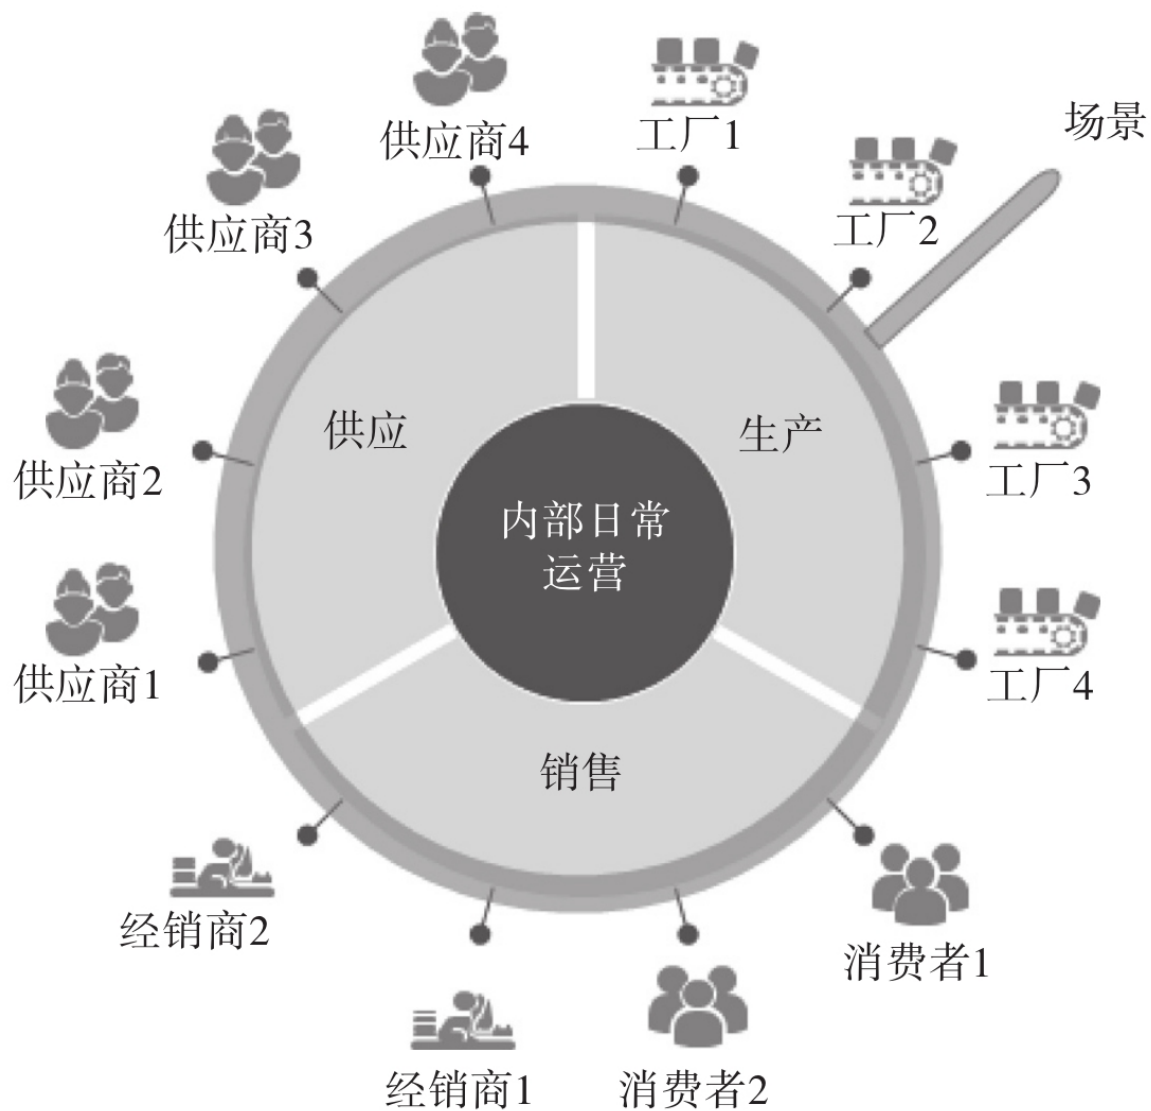 供应商4
工厂1
场景
供应商3
工厂2
供应
生产
供应商2
工厂3
内部日常
运营
供应商1
工厂4
销售
经销商2
消费者1
经销商1
消费者2